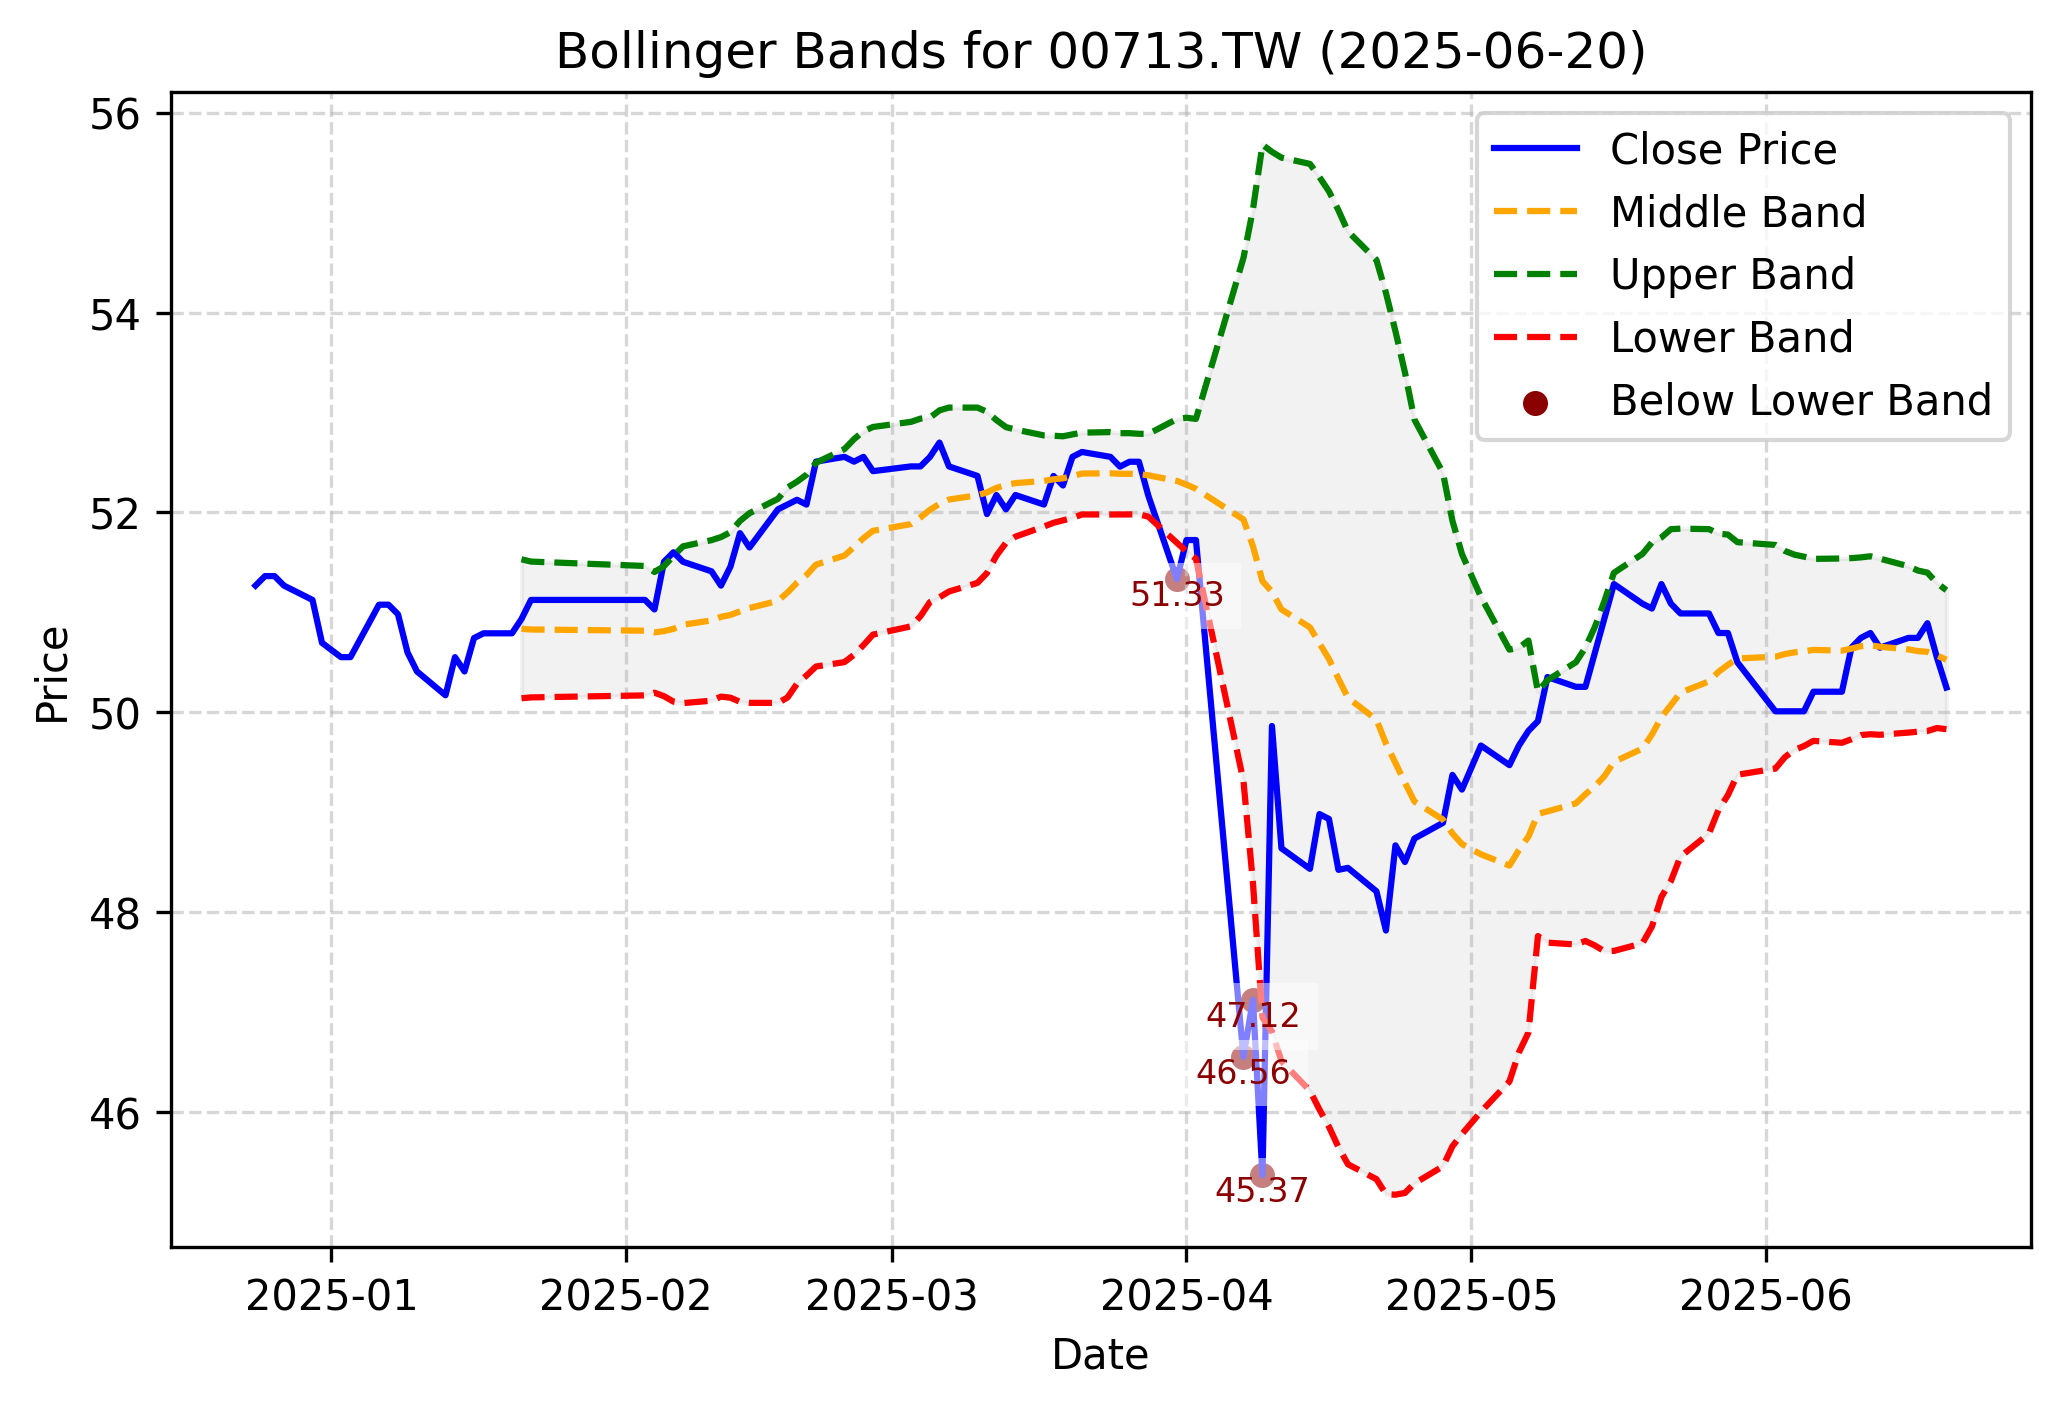 Bollinger Bands for 00713.TW (2025-06-20)
56
54
52
50
48
46
Price
Close Price
Middle Band
Upper Band
Lower Band
Below Lower Band
51.33
47.12
46.56
45.37
2025-01
2025-02
2025-03
2025-04
2025-05
2025-06
Date